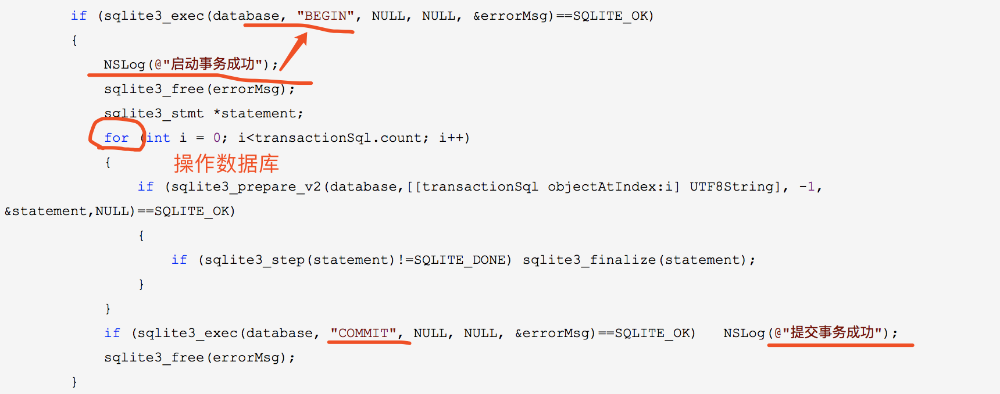 if (sqlite3_exec(database, "BEGIN", NULL, NULL, &errorMsg)==SQLITE_OK)
{
NSLog(@"启动事务成功");
sqlite3_free(errorMsg);
sqlite3_stmt *statement;
for (int i = 0; i<transactionSql.count; i++)
{
操作数据库
if (sqlite3_prepare_v2(database,[[transactionSql objectAtIndex:i] UTF8String], -1,
&statement,NULL)==SQLITE_OK)
{
if (sqlite3_step(statement)!=SQLITE_DONE) sqlite3_finalize(statement);
}
}
if (sqlite3_exec(database, "COMMIT", NULL, NULL, &errorMsg)==SQLITE_OK) NSLog(@"提交事务成功");
sqlite3_free(errorMsg);
}